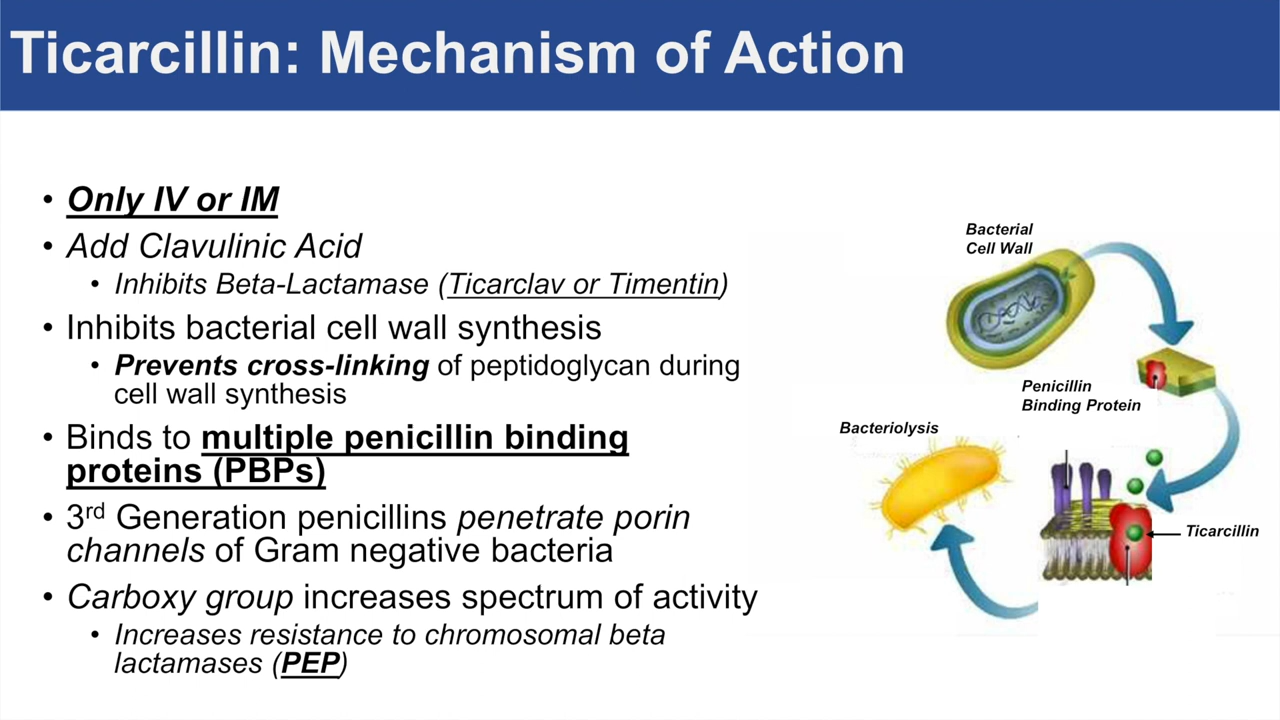 Ticarcillin: Mechanism of Action
• Only IV or IM
• Add Clavulinic Acid
• Inhibits Beta-Lactamase (Ticarclav or Timentin)
• Inhibits bacterial cell wall synthesis
• Prevents cross-linking of peptidoglycan during
cell wall synthesis
• Binds to multiple penicillin binding
proteins (PBPs)
• 3rd Generation penicillins penetrate porin
channels of Gram negative bacteria
• Carboxy group increases spectrum of activity
• Increases resistance to chromosomal beta
lactamases (PEP)
Bacterial
Cell Wall
Penicillin
Binding Protein
Bacteriolysis
Ticarcillin